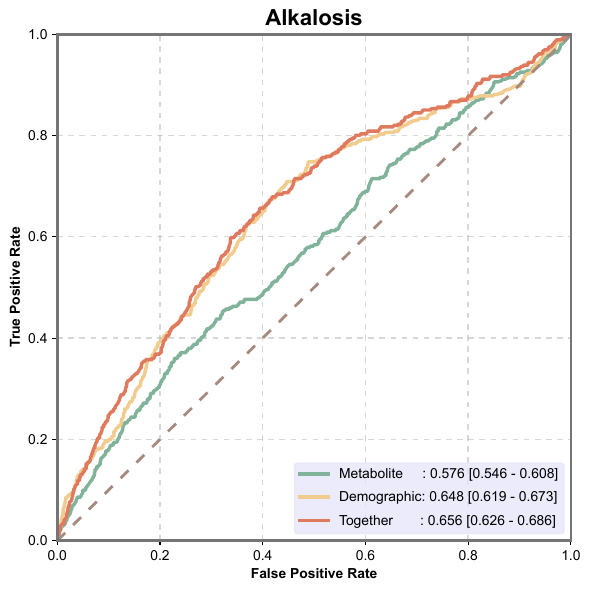 Alkalosis
1.0
0.8
0.6
0.4
0.2
0.0
True Positive Rate
Metabolite : 0.576 [0.546 - 0.608]
Demographic: 0.648 [0.619 - 0.673]
Together : 0.656 [0.626 - 0.686]
0.0 0.2 0.4 0.6 0.8 1.0
False Positive Rate